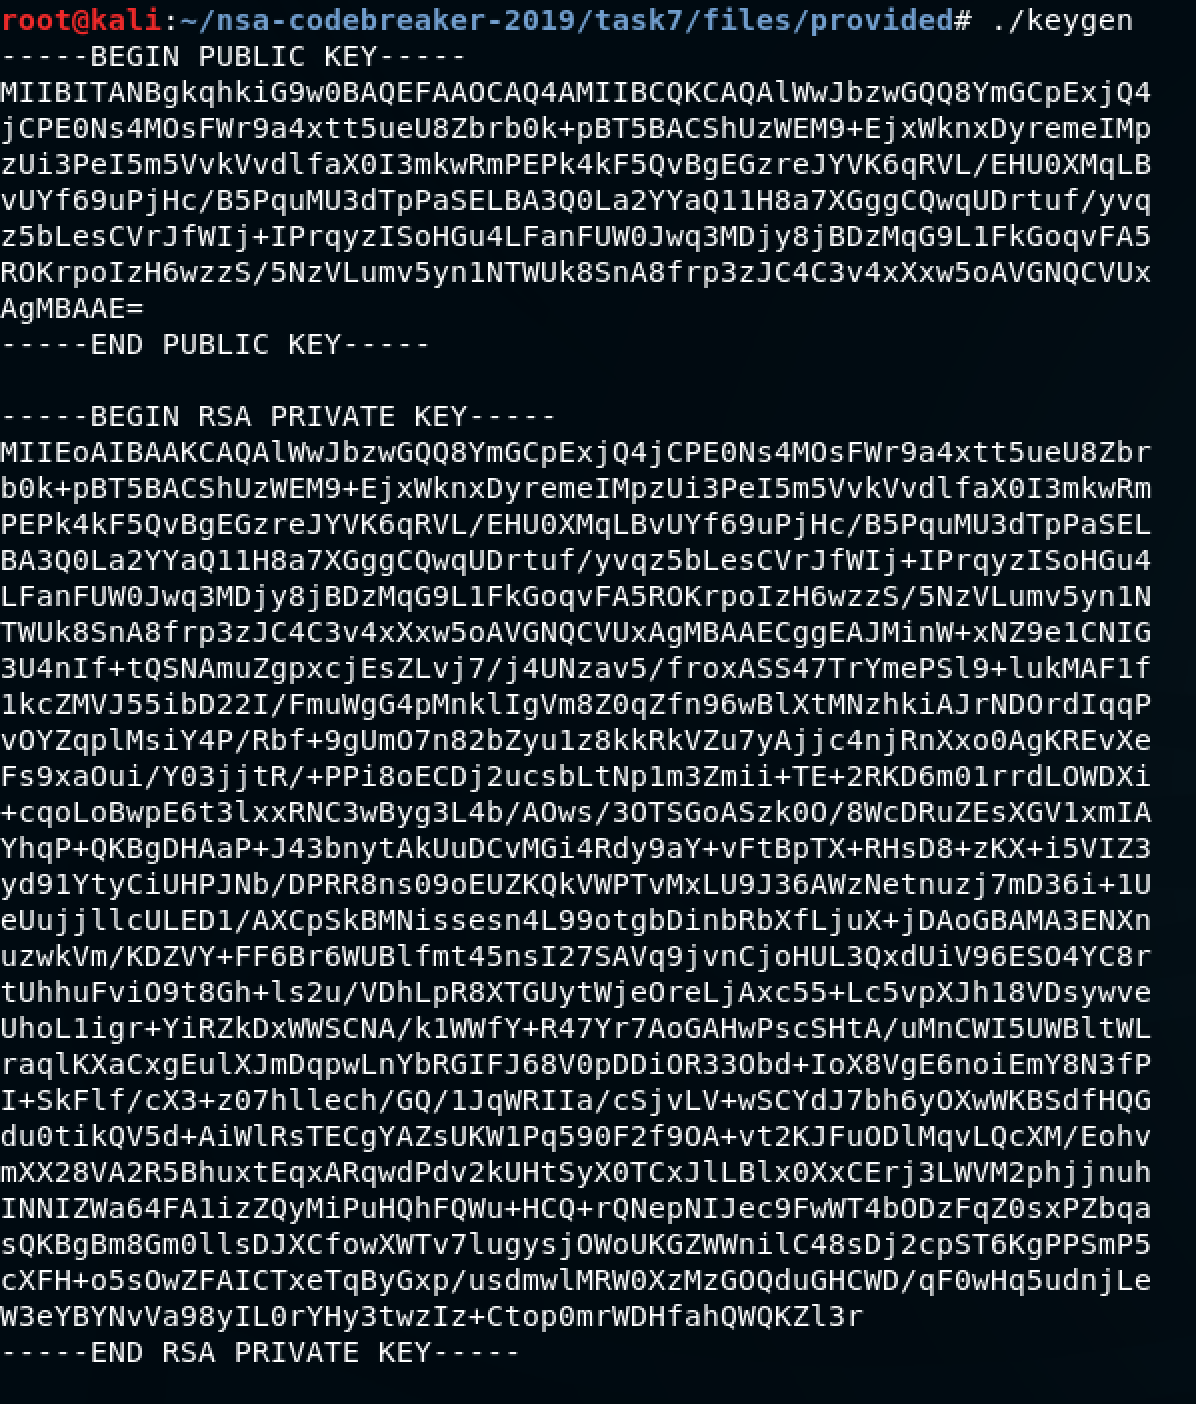 root@kali:~/nsa-codebreaker-2019/task7/files/provided# ./keygen
-----BEGIN PUBLIC KEY-----
MIIBITANBgkqhkiG9w0BAQEFAAOCAQ4AMIIBCQKCAQAlWwJbzwGQQ8YmGCpExjQ4
jCPE0Ns4MOsFWr9a4xtt5ueU8Zbrb0k+pBT5BACShUzWEM9+EjxWknxDyremeIMp
zUi3PeI5m5VvkVvdlfaX0I3mkwRmPEPk4kF5QvBgEGzreJYVK6qRVL/EHU0XMqLB
vUYf69uPjHc/B5PquMU3dTpPaSELBA3Q0La2YYaQ11H8a7XGggCQwqUDrtuf/yvq
z5bLesCVrJfWIj+IPrqyzISoHGu4LFanFUW0Jwq3MDjy8jBDzMqG9L1FkGoqvFA5
ROKrpoIzH6wzzS/5NzVLumv5yn1NTWUk8SnA8frp3zJC4C3v4xXxw5oAVGNQCVUx
AgMBAAE=
-----END PUBLIC KEY-----
-----BEGIN RSA PRIVATE KEY-----
MIIEoAIBAAKCAQAlWwJbzwGQQ8YmGCpExjQ4jCPE0Ns4MOsFWr9a4xtt5ueU8Zbr
b0k+pBT5BACShUzWEM9+EjxWknxDyremeIMpzUi3PeI5m5VvkVvdlfaX0I3mkwRm
PEPk4kF5QvBgEGzreJYVK6qRVL/EHU0XMqLBvUYf69uPjHc/B5PquMU3dTpPaSEL
BA3Q0La2YYaQ11H8a7XGggCQwqUDrtuf/yvqz5bLesCVrJfWIj+IPrqyzISoHGu4
LFanFUW0Jwq3MDjy8jBDzMqG9L1FkGoqvFA5ROKrpoIzH6wzzS/5NzVLumv5yn1N
TWUk8SnA8frp3zJC4C3v4xXxw5oAVGNQCVUxAgMBAAECggEAJMinW+xNZ9e1CNIG
3U4nIf+tQSNAmuZgpxcjEsZLvj7/j4UNzav5/froxASS47TrYmePSl9+lukMAF1f
1kcZMVJ55ibD22I/FmuWgG4pMnklIgVm8Z0qZfn96wBlXtMNzhkiAJrNDOrdIqqP
vOYZqplMsiY4P/Rbf+9gUmO7n82bZyu1z8kkRkVZu7yAjjc4njRnXxo0AgKREvXe
Fs9xaOui/Y03jjtR/+PPi8oECDj2ucsbLtNp1m3Zmii+TE+2RKD6m01rrdLOWDXi
+cqoLoBwpE6t3lxxRNC3wByg3L4b/AOws/3OTSGoASzk0O/8WcDRuZEsXGV1xmIA
YhqP+QKBgDHAaP+J43bnytAkUuDCvMGi4Rdy9aY+vFtBpTX+RHsD8+zKX+i5VIZ3
yd91YtyCiUHPJNb/DPRR8ns09oEUZKQkVWPTvMxLU9J36AWzNetnuzj7mD36i+1U
eUujjllcULED1/AXCpSkBMNissesn4L99otgbDinbRbXfLjuX+jDAoGBAMA3ENXn
uzwkVm/KDZVY+FF6Br6WUBlfmt45nsI27SAVq9jvnCjoHUL3QxdUiV96ESO4YC8r
tUhhuFviO9t8Gh+ls2u/VDhLpR8XTGUytWjeOreLjAxc55+Lc5vpXJh18VDsywve
UhoL1igr+YiRZkDxWWSCNA/k1WWfY+R47Yr7AoGAHwPscSHtA/uMnCWI5UWBltWL
raqlKXaCxgEulXJmDqpwLnYbRGIFJ68V0pDDiOR33Obd+IoX8VgE6noiEmY8N3fP
I+SkFlf/cX3+z07hllech/GQ/1JqWRIIa/cSjvLV+wSCYdJ7bh6yOXwWKBSdfHQG
du0tikQV5d+AiWlRsTECgYAZsUKW1Pq590F2f9OA+vt2KJFuODlMqvLQcXM/Eohv
mXX28VA2R5BhuxtEqxARqwdPdv2kUHtSyX0TCxJlLBlx0XxCErj3LWVM2phjjnuh
INNIZWa64FA1izZQyMiPuHQhFQWu+HCQ+rQNepNIJec9FwWT4bODzFqZ0sxPZbqa
sQKBgBm8Gm0llsDJXCfowXWTv7lugysjOWoUKGZWWnilC48sDj2cpST6KgPPSmP5
cXFH+o5sOwZFAICTxeTqByGxp/usdmwlMRW0XzMzGOQduGHCWD/qF0wHq5udnjLe
W3eYBYNvVa98yIL0rYHy3twzIz+Ctop0mrWDHfahQWQKZl3r
-----END RSA PRIVATE KEY-----